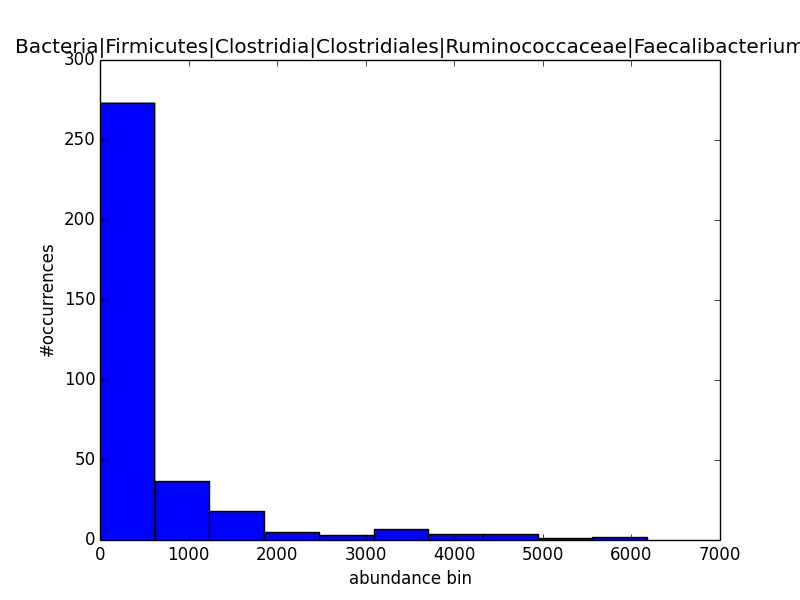 Bacteria|Firmicutes|Clostridia|Clostridiales|Ruminococcaceae|Faecalibacterium
300
250
200
150
100
50
0
#occurrences
0 1000 2000 3000 4000 5000 6000 7000
abundance bin